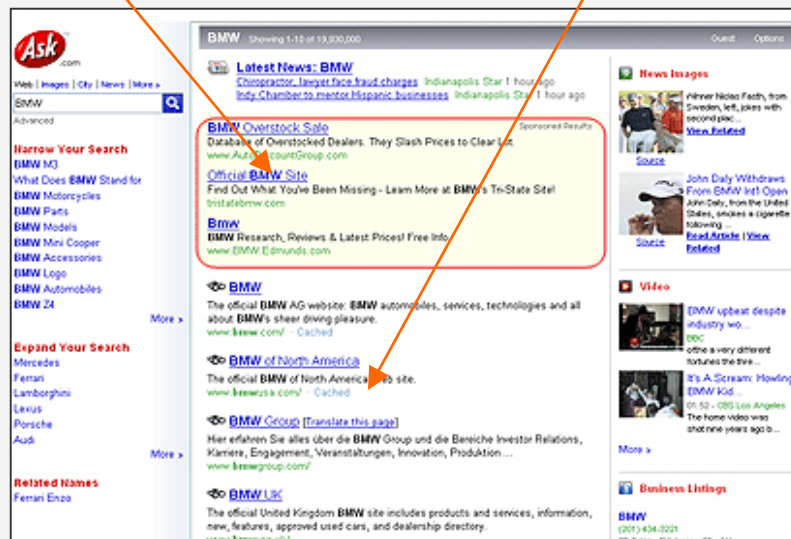 Ask.com
Web | Images | City | News | More »
BMW
Advanced
Narrow Your Search
BMW M3
What Does BMW Stand for
BMW Motorcycles
BMW Parts
BMW Models
BMW Mini Cooper
BMW Accessories
BMW Logo
BMW Automobiles
BMW Z4
More »
Expand Your Search
Mercedes
Ferrari
Lamborghini
Lexus
Porsche
Audi
More »
Related Names
Ferrari Enzo
BMW Showing 1-10 of 19,930,000
Guest Options
Latest News: BMW
Chiropractor, lawyer face fraud charges Indianapolis Star 1 hour ago
Indy Chamber to mentor Hispanic businesses Indianapolis Star 1 hour ago
BMW Overstock Sale
Sponsored Results
Database of Overstocked Dealers. They Slash Prices to Clear Lot.
www.AutoDiscountGroup.com
Official BMW Site
Find Out What You've Been Missing - Learn More at BMW's Tri-State Site!
tristatebmw.com
Bmw
BMW Research, Reviews & Latest Prices! Free Info
www.BMW.Edmunds.com
BMW
The official BMW AG website: BMW automobiles, services, technologies and all
about BMW's sheer driving pleasure.
www.bmw.com/ - Cached
BMW of North America
The official BMW of North America web site.
www.bmwusa.com/ - Cached
BMW Group [Translate this page]
Hier erfahren Sie alles über die BMW Group und die Bereiche Investor Relations,
Karriere, Engagement, Veranstaltungen, Innovation, Produktion ...
www.bmwgroup.com/
BMW UK
The official United Kingdom BMW site includes products and services, information,
new, features, approved used cars, and dealership directory.
News Images
Winner Niclas Fasth, from
Sweden, left, jokes with
second plac...
View Related
Source
John Daly Withdraws
From BMW Int'l Open
John Daly, from the United
States, smokes a cigarette
following ...
Read Article | View
Related
Source
Video
BMW upbeat despite
industry wo...
BBC
ofthe a very different
fortunes the thre...
It's A Scream: Howling
BMW Kid...
01:52 - CBS Los Angeles
The home video was
shot nine years ago b...
More »
Business Listings
BMW
(201) 434-3221